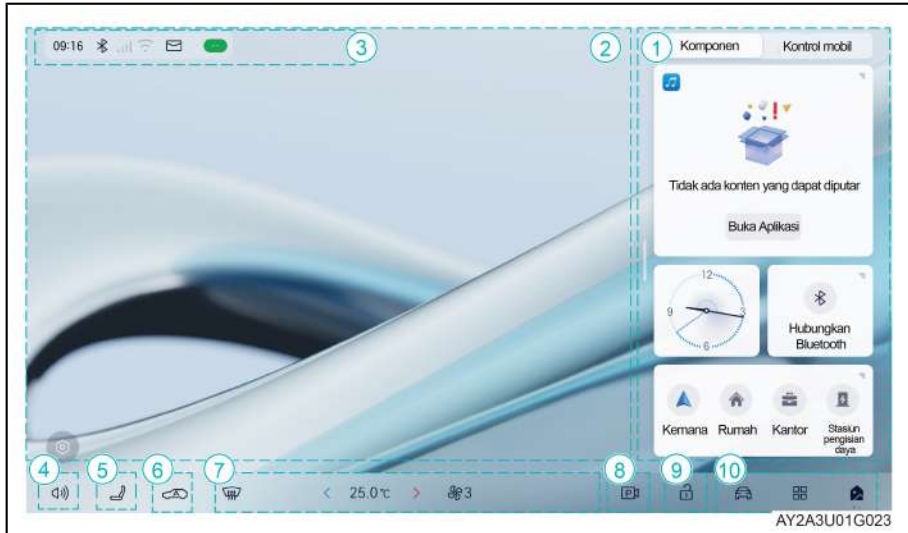 09:16
3
2
1
Komponen
Kontrol mobil
Tidak ada konten yang dapat diputar
Buka Aplikasi
12
9
3
6
Hubungkan
Bluetooth
Kemana
Rumah
Kantor
Stasiun
pengisian
daya
4
5
6
7
8
9
10
A
< 25.0 °C >
3
P
AY2A3U01G023